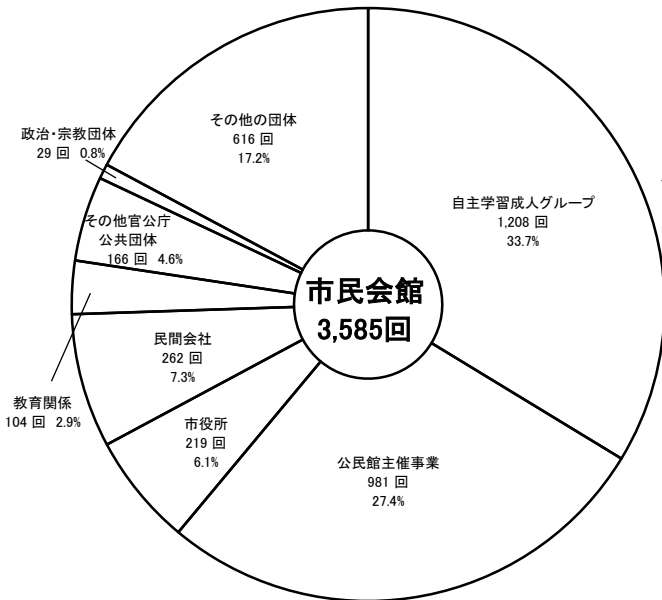 その他の団体
616 回
17.2%
政治・宗教団体
29 回 0.8%
自主学習成人グループ
1,208 回
33.7%
その他官公庁
公共団体
166 回 4.6%
市民会館
3,585回
民間会社
262 回
7.3%
教育関係
104 回 2.9%
市役所
219 回
6.1%
公民館主催事業
981 回
27.4%